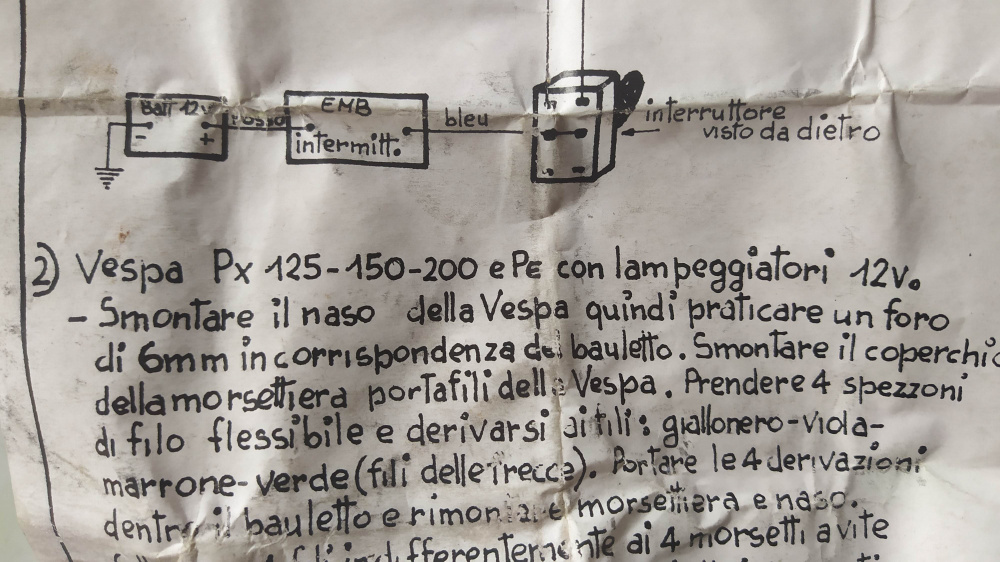 Batt 12v
- +
rosso
EMB
intermitt.
bleu
interruttore
visto da dietro
2) Vespa Px 125-150-200 e Pe con lampeggiatori 12v.
- Smontare il naso della Vespa quindi praticare un foro
di 6mm in corrispondenza del bauletto. Smontare il coperchio
della morsettiera portafili della Vespa. Prendere 4 spezzoni
di filo flessibile e derivarsi ai fili: giallonero-viola-
marrone-verde (fili delle trecce). Portare le 4 derivazioni
dentro il bauletto e rimontare morsettiera e naso.
fili indifferentemente ai 4 morsetti a vite